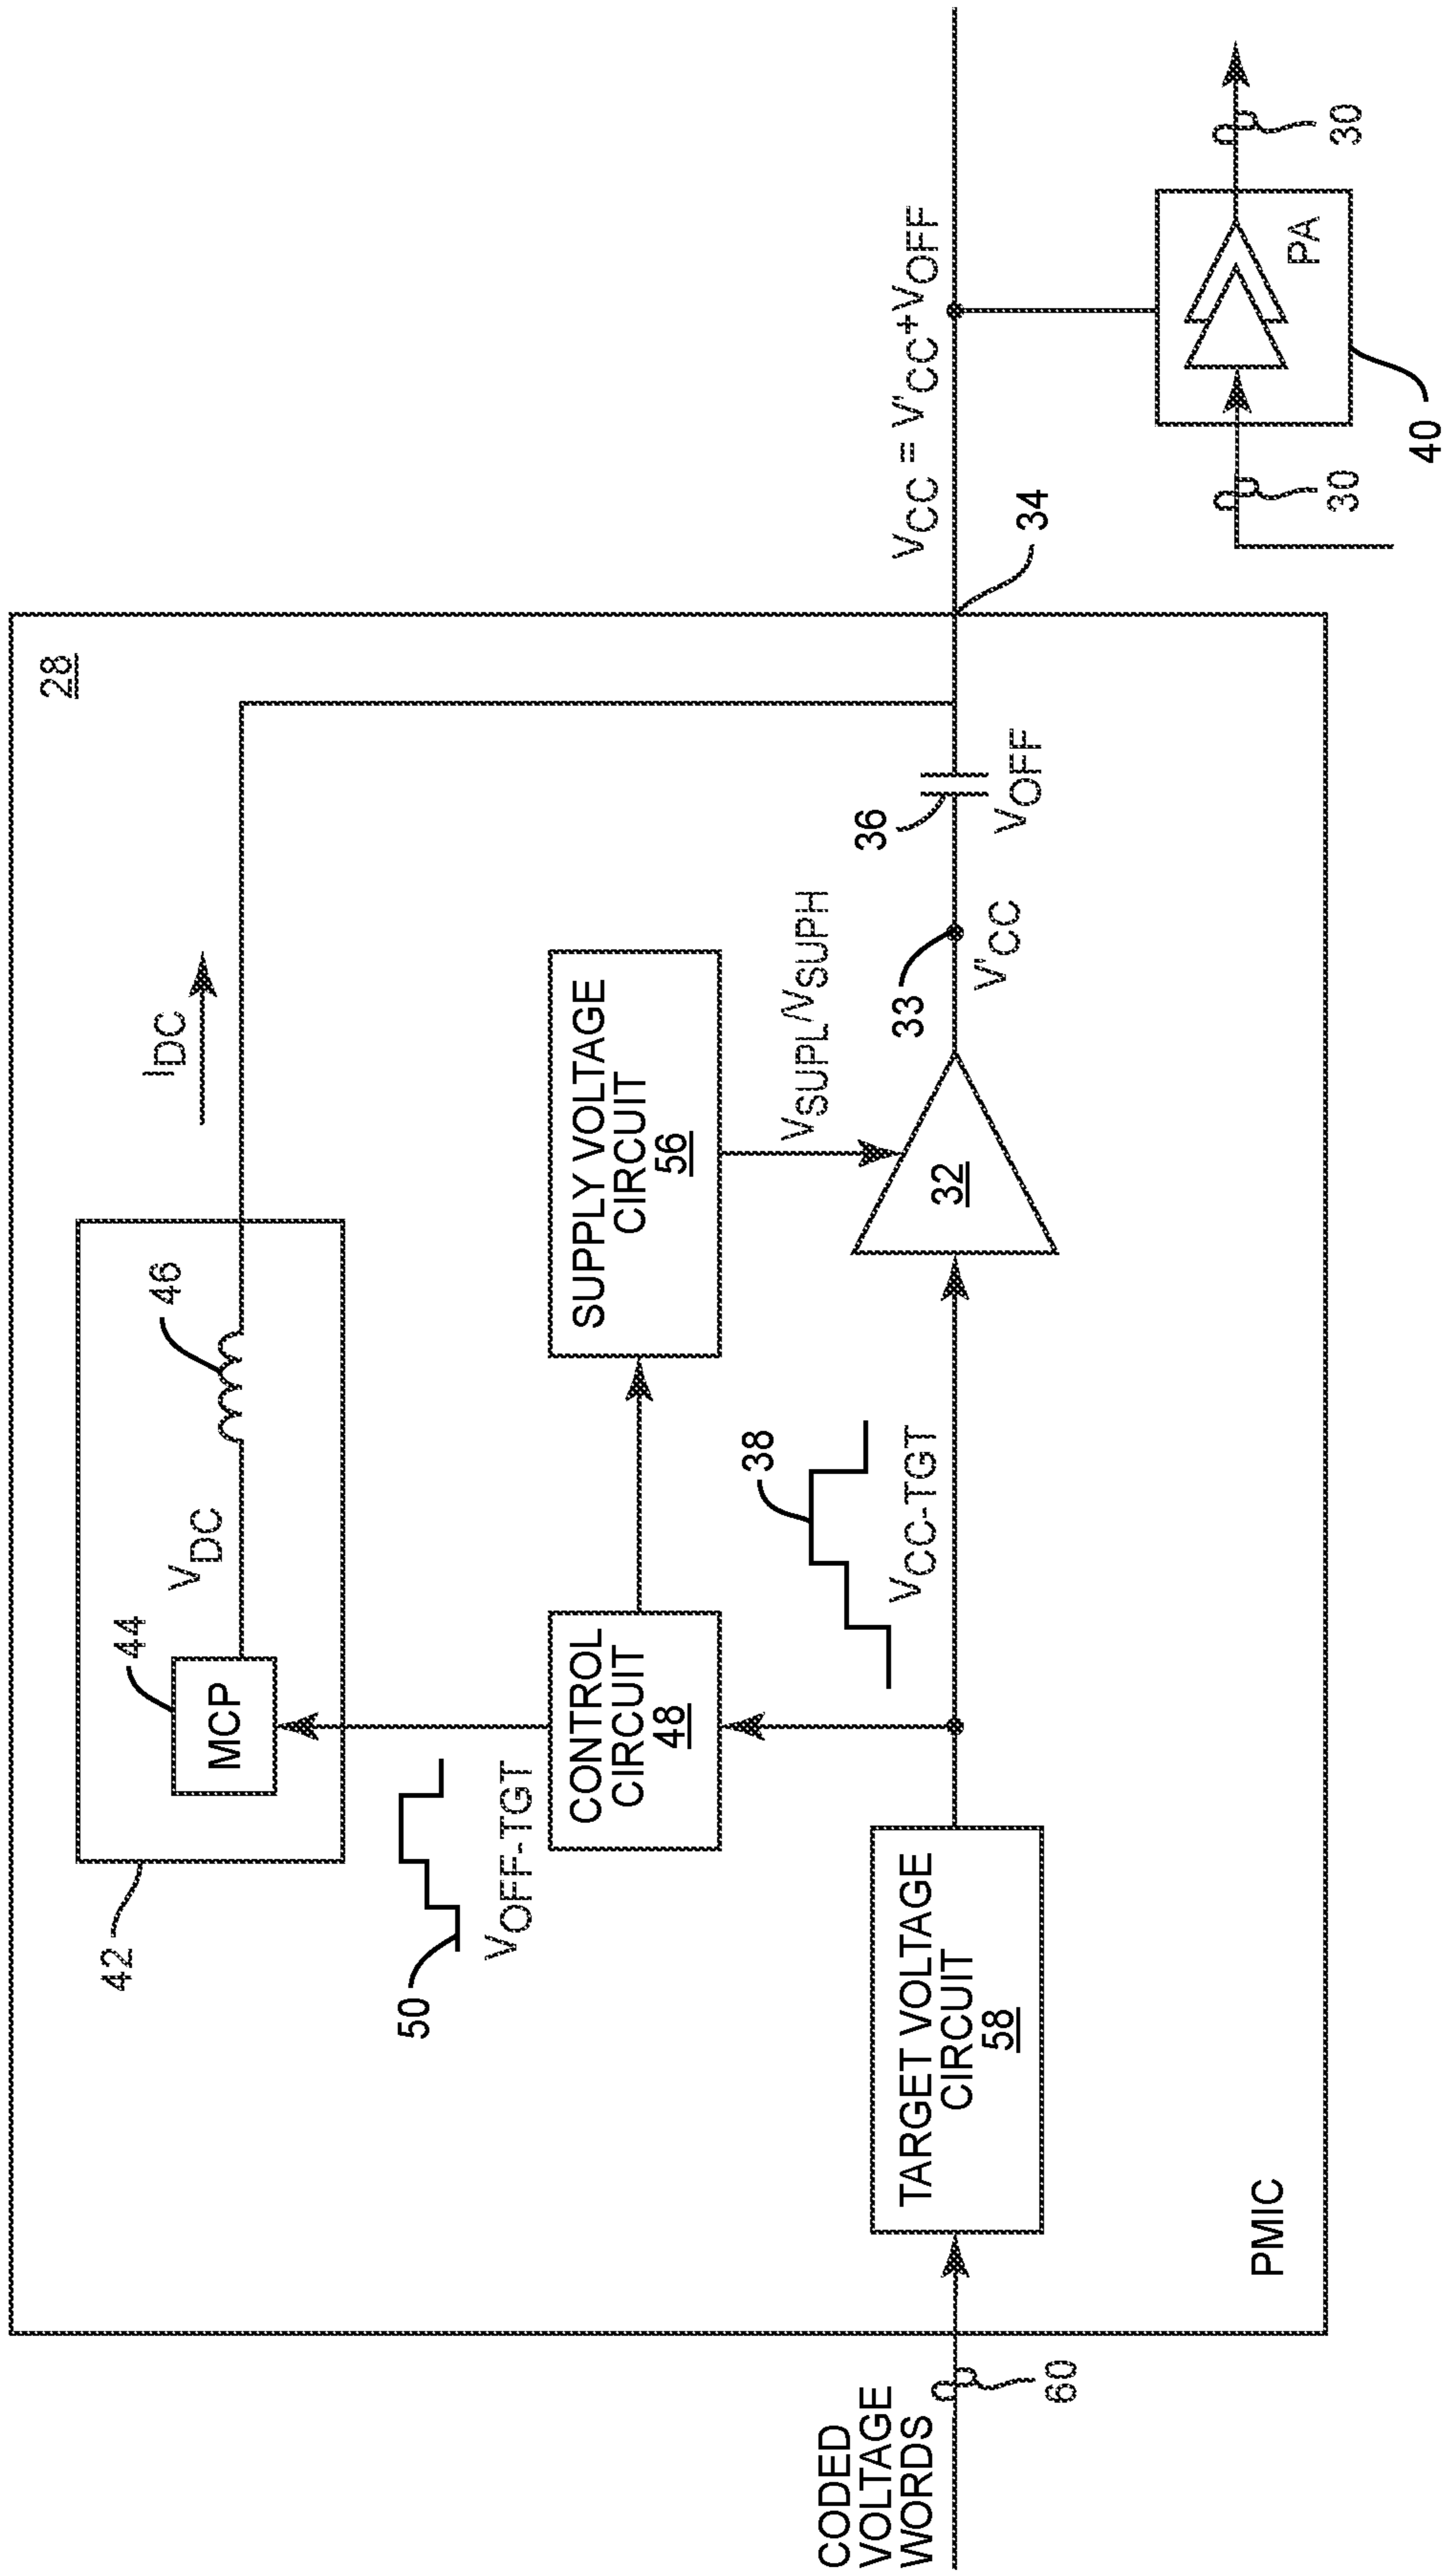 28
IDC
44
VDC
46
MCP
42
50
VOFF-TGT
CONTROL
CIRCUIT
48
SUPPLY VOLTAGE
CIRCUIT
56
38
VCC-TGT
VSUPL/VSUPH
32
33
V'CC
36
VOFF
VCC = V'CC+VOFF
34
CODED
VOLTAGE
WORDS
60
TARGET VOLTAGE
CIRCUIT
58
PMIC
30
PA
30
40